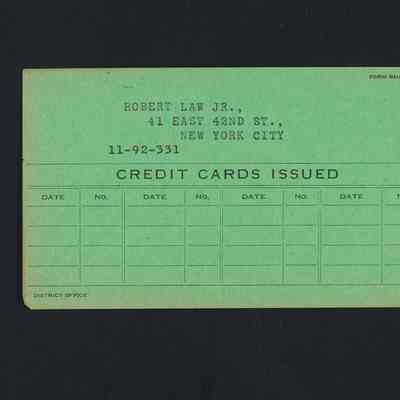 FORM
ROBERT LAW JR.,
41 EAST 42ND ST.,
NEW YORK CITY
11-92-331
CREDIT CARDS ISSUED
DATE NO. DATE NO. DATE NO. DATE
DISTRICT OFFICE